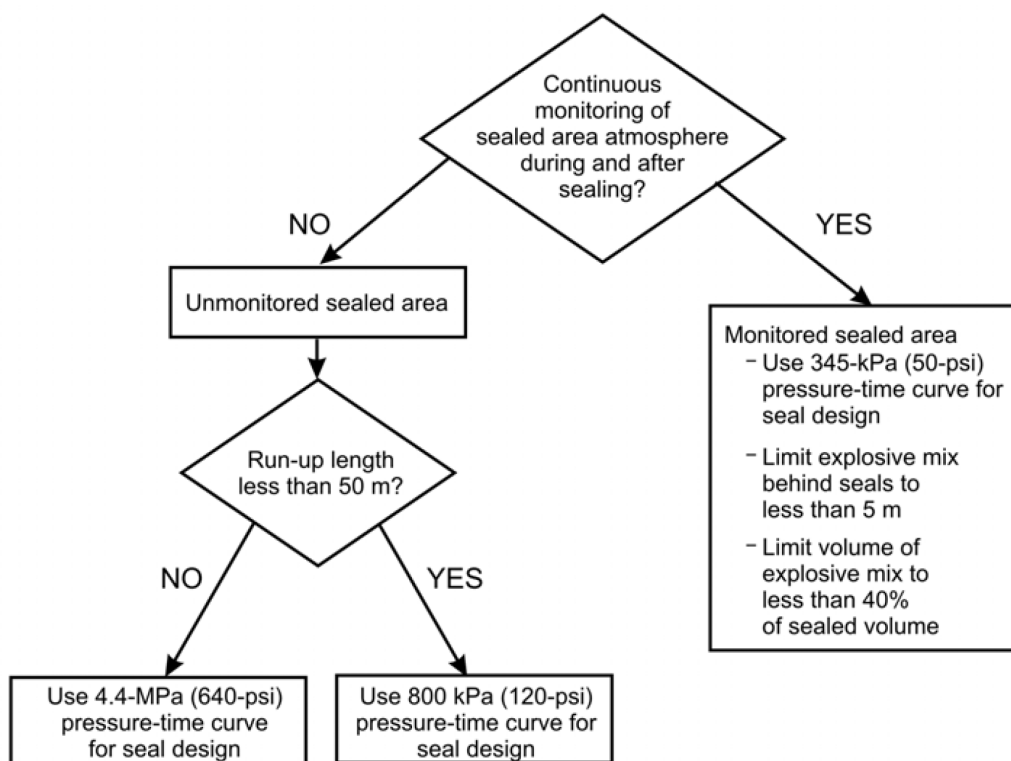 Continuous
monitoring of
sealed area atmosphere
during and after
sealing?
NO
YES
Unmonitored sealed area
Monitored sealed area
– Use 345-kPa (50-psi)
pressure-time curve for
seal design
– Limit explosive mix
behind seals to
less than 5 m
– Limit volume of
explosive mix to
less than 40%
of sealed volume
Run-up length
less than 50 m?
NO
YES
Use 4.4-MPa (640-psi)
pressure-time curve
for seal design
Use 800 kPa (120-psi)
pressure-time curve for
seal design